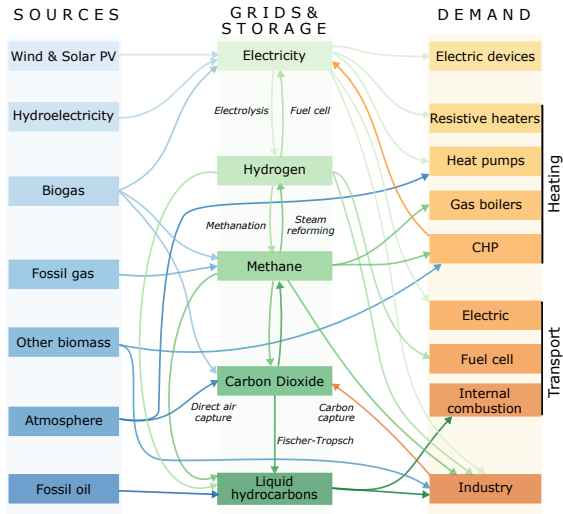 SOURCES
GRIDS &
STORAGE
DEMAND
Wind & Solar PV
Hydroelectricity
Biogas
Fossil gas
Other biomass
Atmosphere
Fossil oil
Electricity
Electrolysis
Fuel cell
Hydrogen
Methanation
Steam
reforming
Methane
Carbon Dioxide
Direct air
capture
Carbon
capture
Fischer-Tropsch
Liquid
hydrocarbons
Electric devices
Resistive heaters
Heat pumps
Gas boilers
CHP
Heating
Electric
Fuel cell
Internal
combustion
Transport
Industry